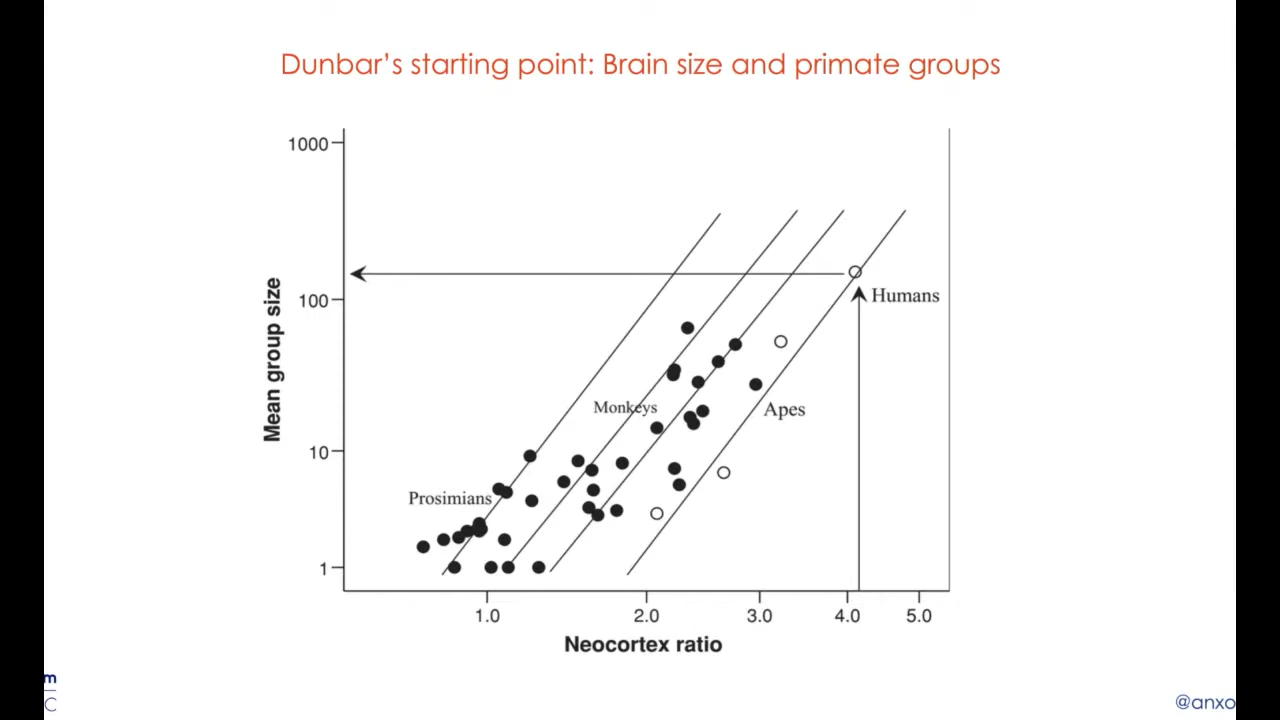 Dunbar's starting point: Brain size and primate groups
1000
100
10
1
Mean group size
Humans
Monkeys
Apes
Prosimians
1.0 2.0 3.0 4.0 5.0
Neocortex ratio
m
C
@anxo